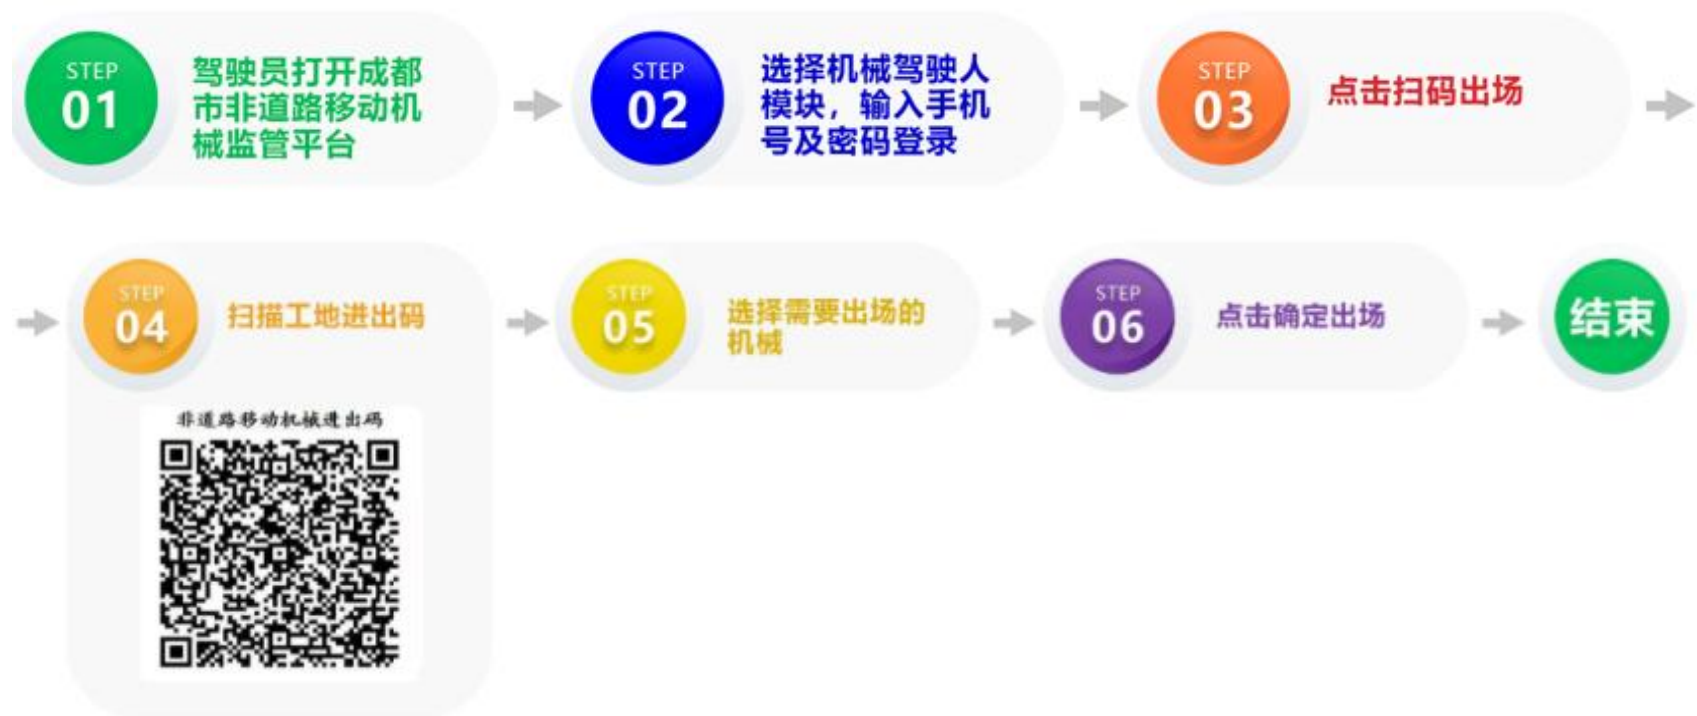 STEP
01
驾驶员打开成都
市非道路移动机
械监管平台
STEP
02
选择机械驾驶人
模块，输入手机
号及密码登录
STEP
03
点击扫码出场
STEP
04
扫描工地进出码
非道路移动机械进出码
STEP
05
选择需要出场的
机械
STEP
06
点击确定出场
结束